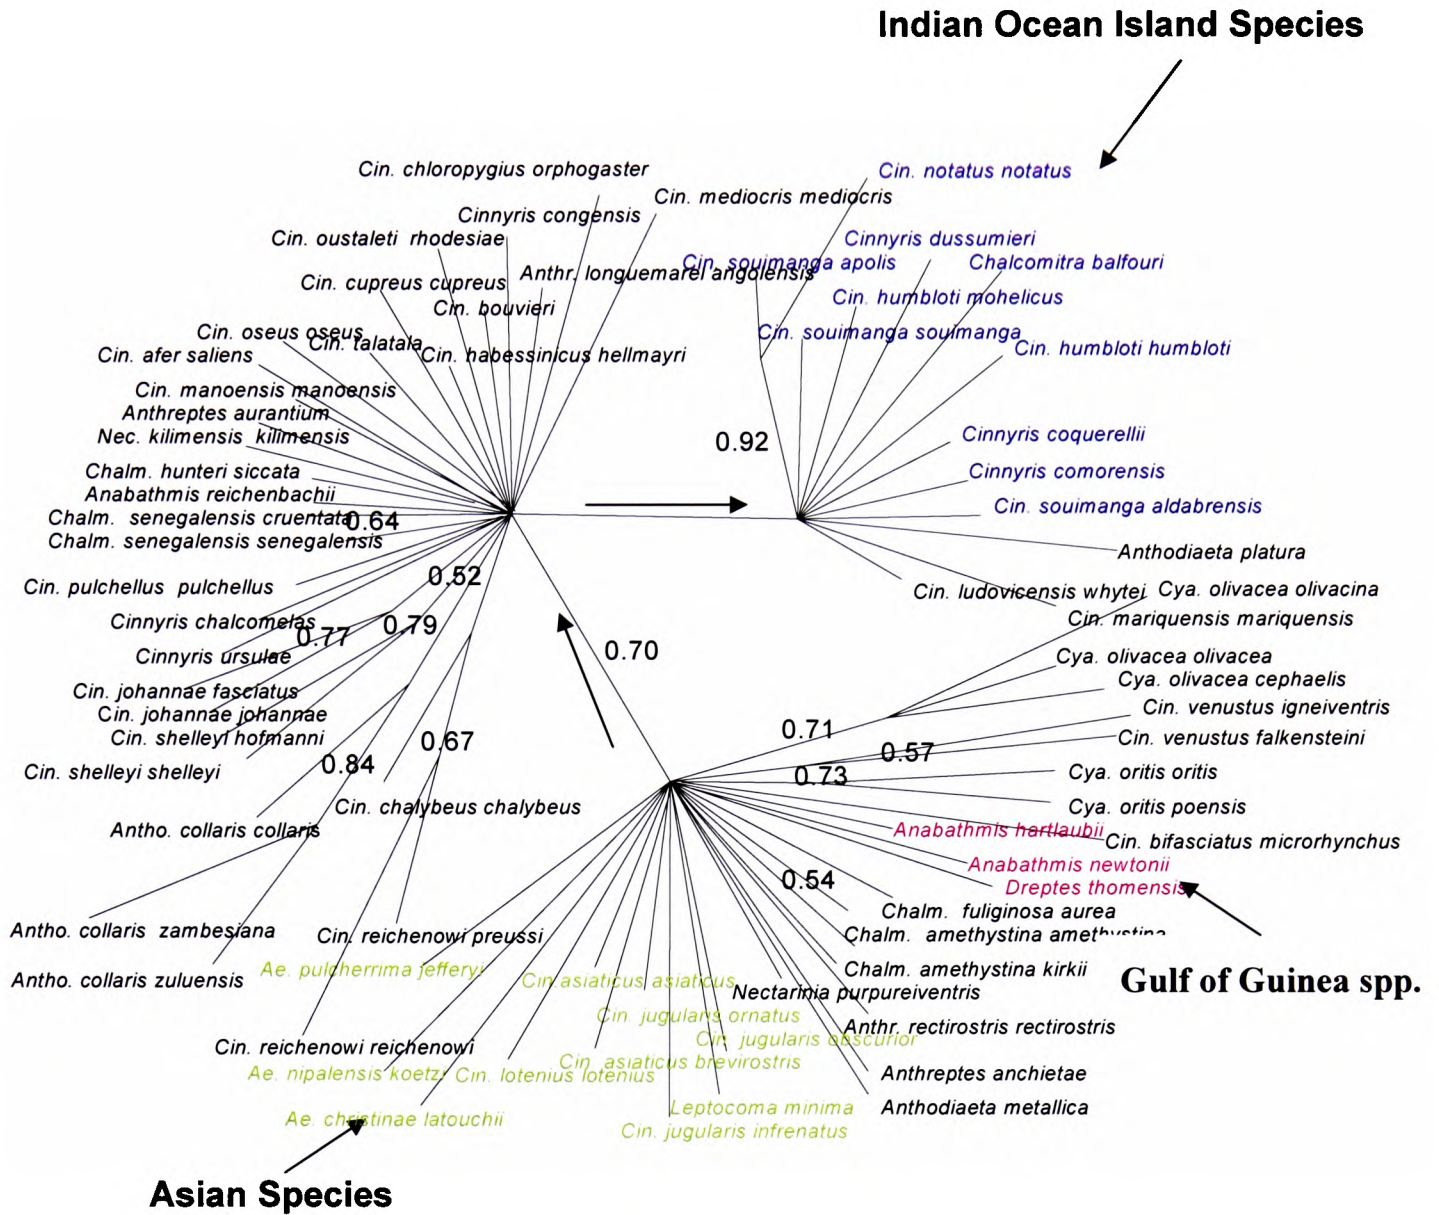 Indian Ocean Island Species
Cin. chloropygius orphogaster
Cin. notatus notatus
Cin. mediocris mediocris
Cinnyris congensis
Cin. oustaleti rhodesiae
Cinnyris dussumieri
Cin. souimanga apolis
Chalcomitra balfouri
Anthr. longuemarei angolensis
Cin. cupreus cupreus
Cin. humbloti mohelicus
Cin. bouvieri
Cin. oseus oseus
Cin. souimanga souimanga
Cin. talatala
Cin. humbloti humbloti
Cin. afer saliens
Cin. habessinicus hellmayri
Cin. manoensis manoensis
Anthreptes aurantium
Nec. kilimensis kilimensis
Cinnyris coquerellii
0.92
Chalm. hunteri siccata
Cinnyris comorensis
Anabathmis reichenbachii
Cin. souimanga aldabrensis
Chalm. senegalensis cruentata
0.64
Chalm. senegalensis senegalensis
Anthodiaeta platura
0.52
Cin. pulchellus pulchellus
Cin. ludovicensis whytei
Cya. olivacea olivacina
Cinnyris chalcomelas
0.79
Cin. mariquensis mariquensis
0.77
0.70
Cinnyris ursulae
Cya. olivacea olivacea
Cya. olivacea cephaelis
Cin. johannae fasciatus
Cin. venustus igneiventris
Cin. johannae johannae
0.71
Cin. shelleyi hofmanni
0.67
Cin. venustus falkensteini
0.57
0.84
Cin. shelleyi shelleyi
0.73
Cya. oritis oritis
Cin. chalybeus chalybeus
Cya. oritis poensis
Antho. collaris collaris
Anabathmis hartlaubii
Cin. bifasciatus microrhynchus
Anabathmis newtonii
0.54
Dreptes thomensis
Chalm. fuliginosa aurea
Antho. collaris zambesiana
Cin. reichenowi preussi
Chalm. amethystina amethystina
Ae. pulcherrima jefferyi
Chalm. amethystina kirkii
Antho. collaris zuluensis
Cin. asiaticus asiaticus
Gulf of Guinea spp.
Nectarinia purpureiventris
Cin jugularis ornatus
Anthr. rectirostris rectirostris
Cin. jugularis obscurior
Cin. reichenowi reichenowi
Cin. asiaticus brevirostris
Ae. nipalensis koetzi
Cin. lotenius lotenius
Anthreptes anchietae
Leptocoma minima
Anthodiaeta metallica
Ae. christinae latouchii
Cin. jugularis infrenatus
Asian Species